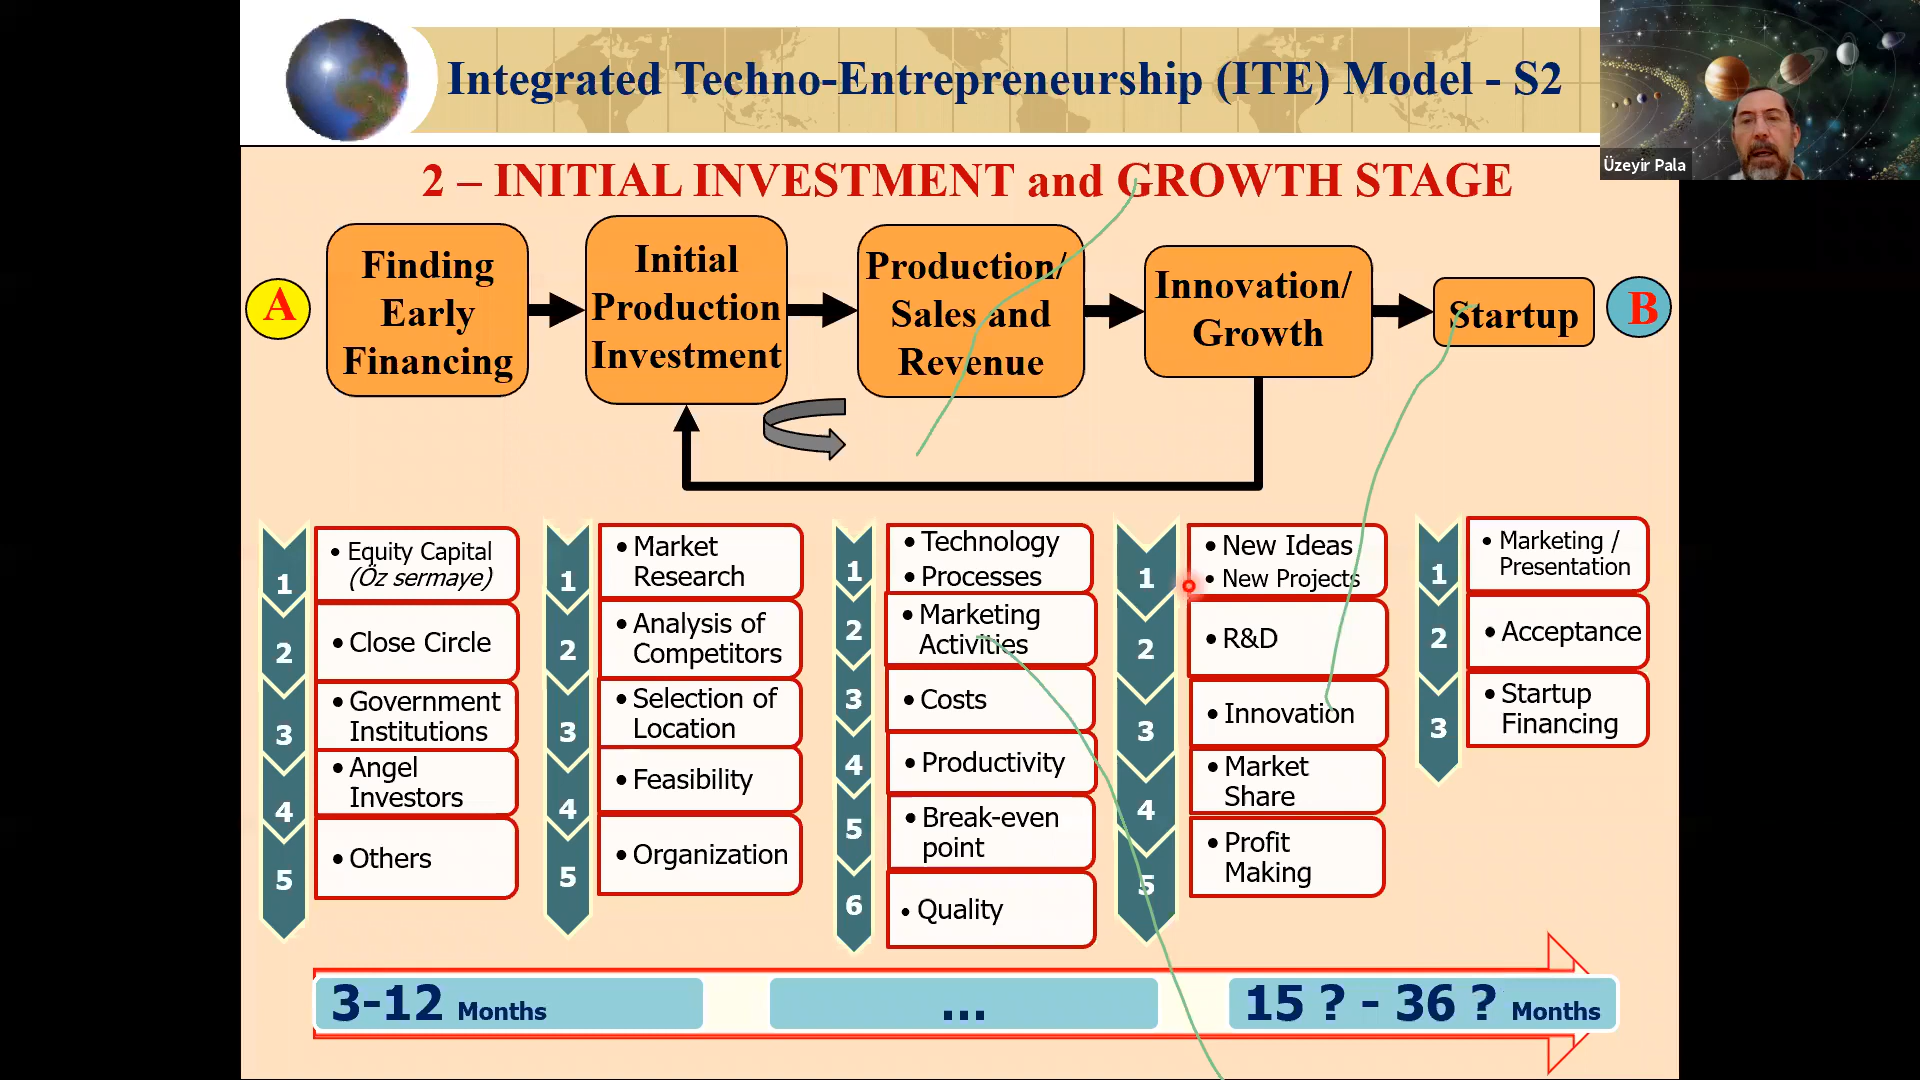 Integrated Techno-Entrepreneurship (ITE) Model - S2
Üzeyir Pala
2 – INITIAL INVESTMENT and GROWTH STAGE
A
Finding
Early
Financing
Initial
Production
Investment
Production/
Sales and
Revenue
Innovation/
Growth
Startup
B
1
• Equity Capital
(Öz sermaye)
2
• Close Circle
3
• Government
Institutions
4
• Angel
Investors
5
• Others
1
• Market
Research
2
• Analysis of
Competitors
3
• Selection of
Location
4
• Feasibility
5
• Organization
1
• Technology
• Processes
2
• Marketing
Activities
3
• Costs
4
• Productivity
5
• Break-even
point
6
• Quality
1
• New Ideas
• New Projects
2
• R&D
3
• Innovation
4
• Market
Share
5
• Profit
Making
1
• Marketing /
Presentation
2
• Acceptance
3
• Startup
Financing
3-12 Months
...
15 ? - 36 ? Months